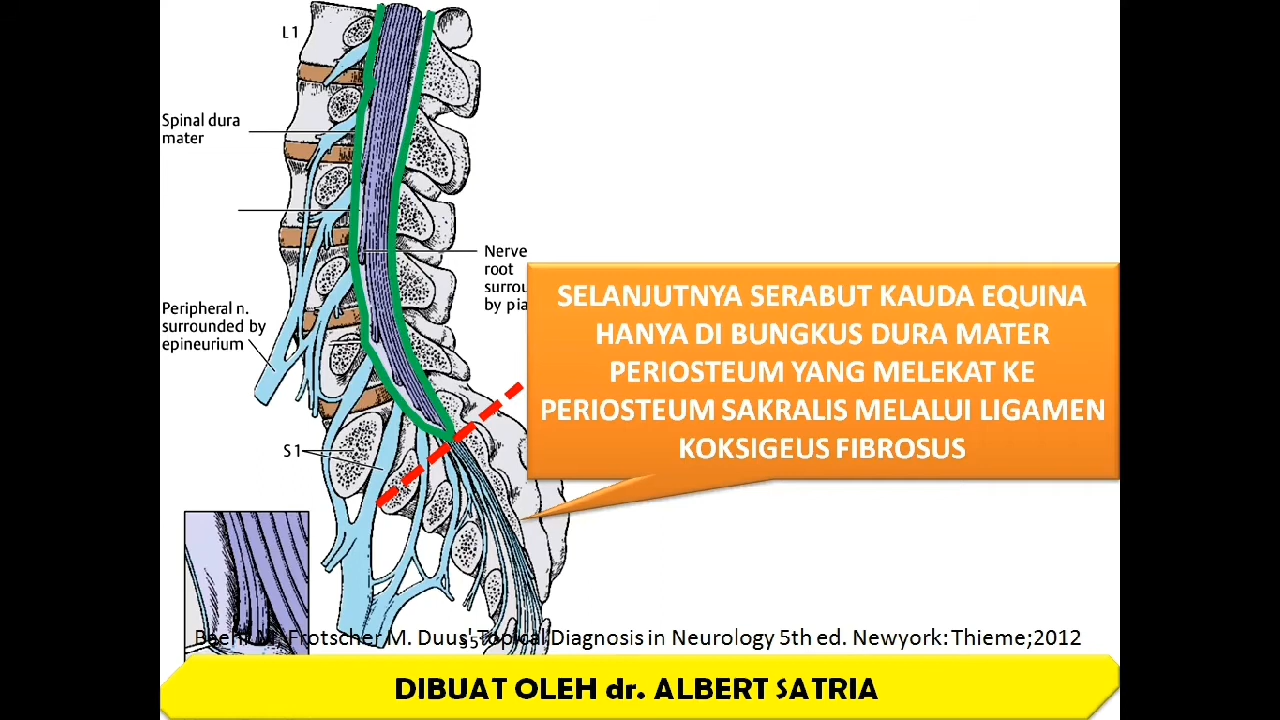 L1
Spinal dura
mater
Nerve
root
surrou
by pia
Peripheral n.
surrounded by
epineurium
SELANJUTNYA SERABUT KAUDA EQUINA
HANYA DI BUNGKUS DURA MATER
PERIOSTEUM YANG MELEKAT KE
PERIOSTEUM SAKRALIS MELALUI LIGAMEN
KOKSIGEUS FIBROSUS
S1
S5
Frotscher M. Duus' Topical Diagnosis in Neurology 5th ed. Newyork: Thieme;2012
DIBUAT OLEH dr. ALBERT SATRIA